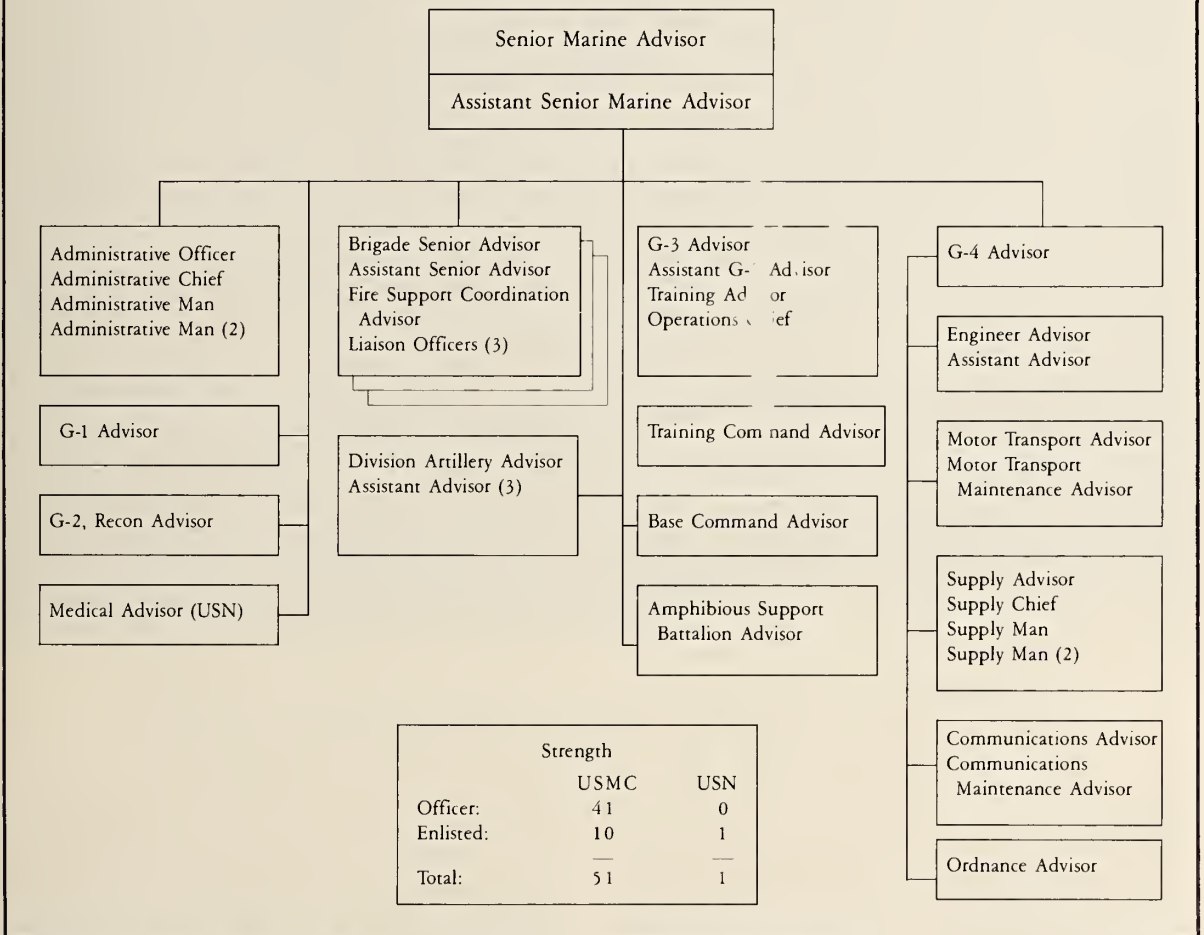 Senior Marine Advisor
Assistant Senior Marine Advisor
Administrative Officer
Administrative Chief
Administrative Man
Administrative Man (2)
G-1 Advisor
G-2, Recon Advisor
Medical Advisor (USN)
Brigade Senior Advisor
Assistant Senior Advisor
Fire Support Coordination
Advisor
Liaison Officers (3)
Division Artillery Advisor
Assistant Advisor (3)
G-3 Advisor
Assistant
Training
Operations
Training Command Advisor
Base Command Advisor
Amphibious Support
Battalion Advisor
G-4 Advisor
Engineer Advisor
Assistant Advisor
Motor Transport Advisor
Motor Transport
Maintenance Advisor
Supply Advisor
Supply Chief
Supply Man
Supply Man (2)
Communications Advisor
Communications
Maintenance Advisor
Ordnance Advisor
Strength
USMC USN
Officer: 41 0
Enlisted: 10 1
Total: 51 1